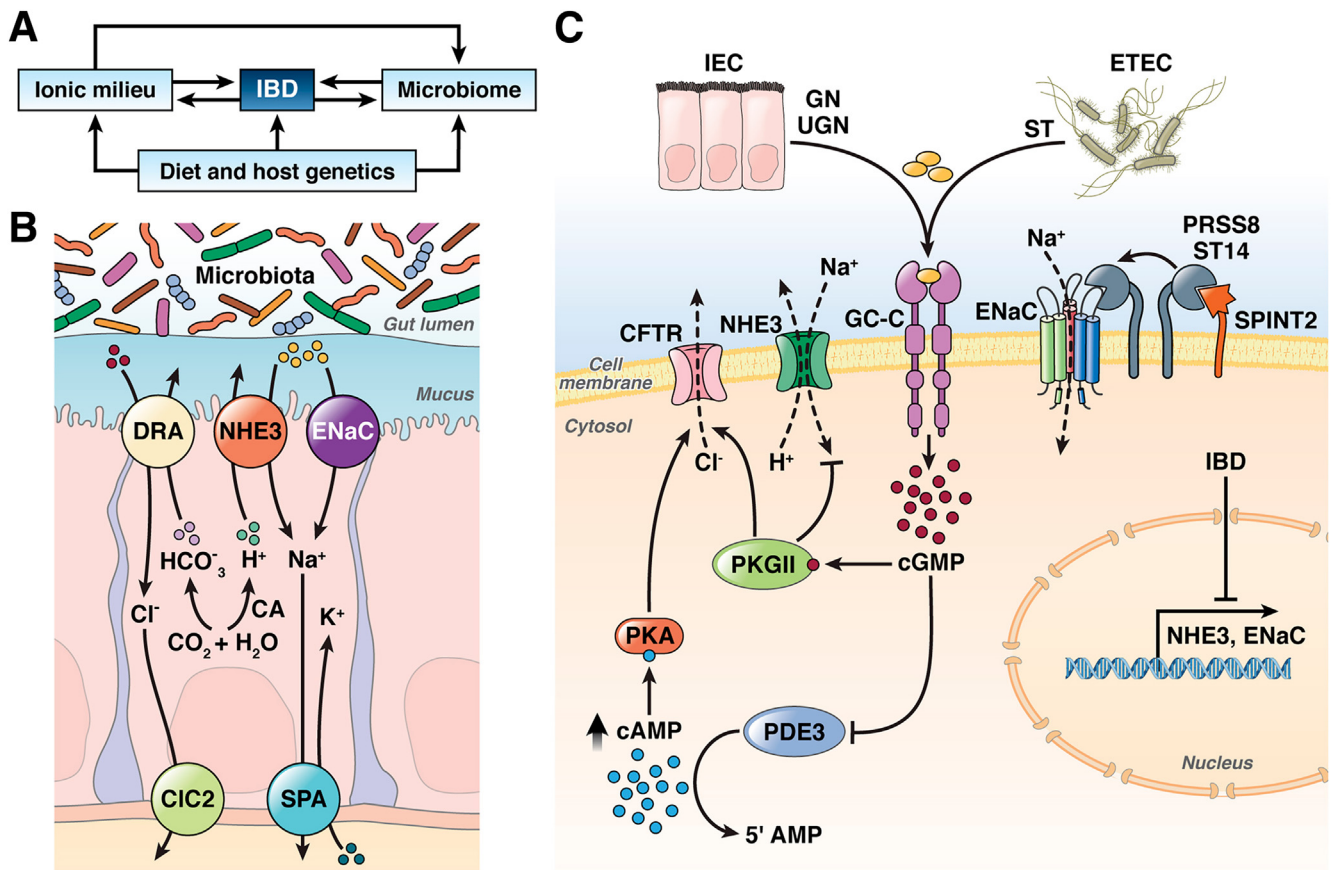 A
Ionic milieu
IBD
Microbiome
Diet and host genetics
B
Microbiota
Gut lumen
Mucus
DRA
NHE3
ENaC
HCO₃⁻
H⁺
Na⁺
Cl⁻
CA
K⁺
CO₂ + H₂O
ClC2
SPA
C
IEC
GN
UGN
ETEC
ST
PRSS8
ST14
Na⁺
Na⁺
CFTR
NHE3
GC-C
ENaC
SPINT2
Cell
membrane
Cytosol
Cl⁻
H⁺
IBD
PKGII
cGMP
PKA
NHE3, ENaC
cAMP
PDE3
Nucleus
5' AMP